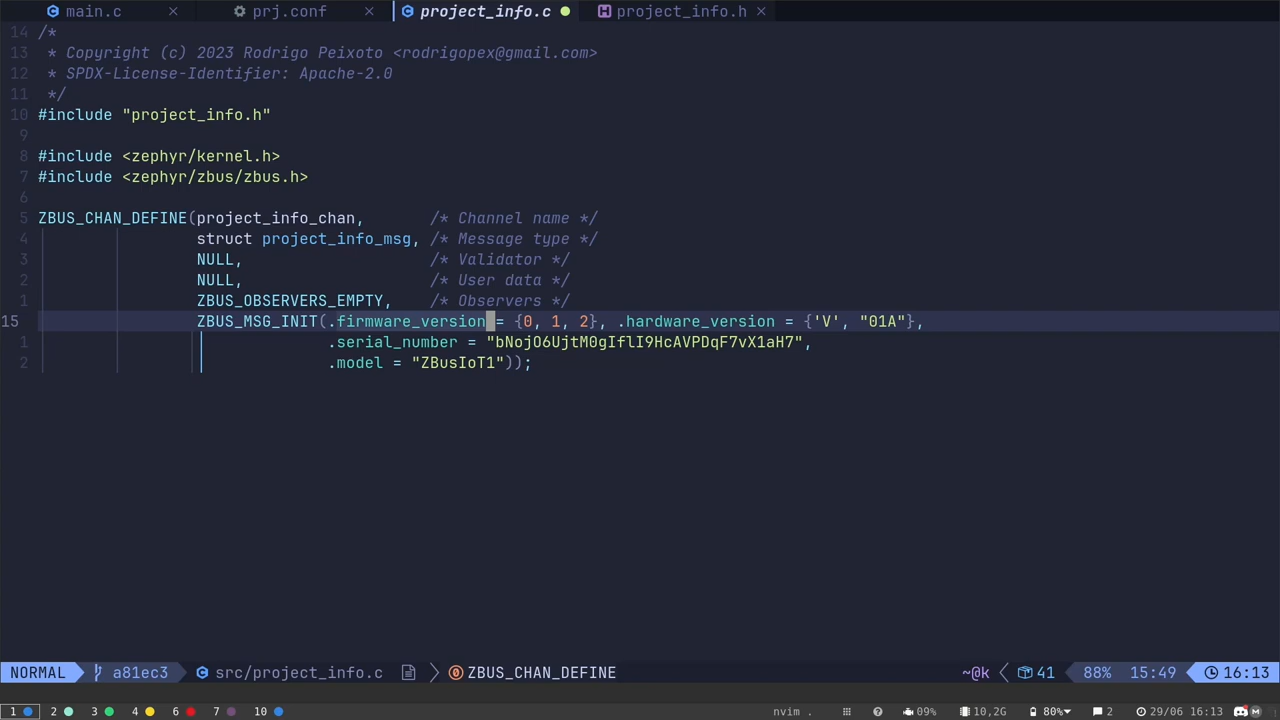 main.c × prj.conf × project_info.c project_info.h ×
14 /*
13 * Copyright (c) 2023 Rodrigo Peixoto <rodrigopex@gmail.com>
12 * SPDX-License-Identifier: Apache-2.0
11 */
10 #include "project_info.h"
9
8 #include <zephyr/kernel.h>
7 #include <zephyr/zbus/zbus.h>
6
5 ZBUS_CHAN_DEFINE(project_info_chan, /* Channel name */
4 struct project_info_msg, /* Message type */
3 NULL, /* Validator */
2 NULL, /* User data */
1 ZBUS_OBSERVERS_EMPTY, /* Observers */
15 ZBUS_MSG_INIT(.firmware_version = {0, 1, 2}, .hardware_version = {'V', "01A"},
1 .serial_number = "bNojO6UjtM0gIflI9HcAVPDqF7vX1aH7",
2 .model = "ZBusIoT1"));
NORMAL a81ec3 src/project_info.c ZBUS_CHAN_DEFINE ~@k 41 88% 15:49 16:13
1 2 3 4 6 7 10 nvim . 09% 10,2G 80% 2 29/06 16:13